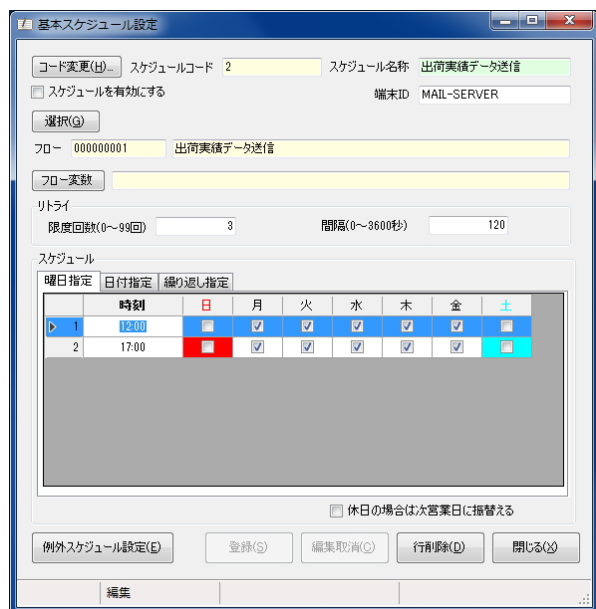 基本スケジュール設定
コード変更(H)... スケジュールコード 2 スケジュール名称 出荷実績データ送信
スケジュールを有効にする 端末ID MAIL-SERVER
選択(G)
フロー 000000001 出荷実績データ送信
フロー変数
リトライ
限度回数(0～99回) 3 間隔(0～3600秒) 120
スケジュール
曜日指定 日付指定 繰り返し指定
時刻 日 月 火 水 木 金 土
1 12:00
2 17:00
休日の場合は次営業日に振替える
例外スケジュール設定(E) 登録(S) 編集取消(C) 行削除(D) 閉じる(X)
編集